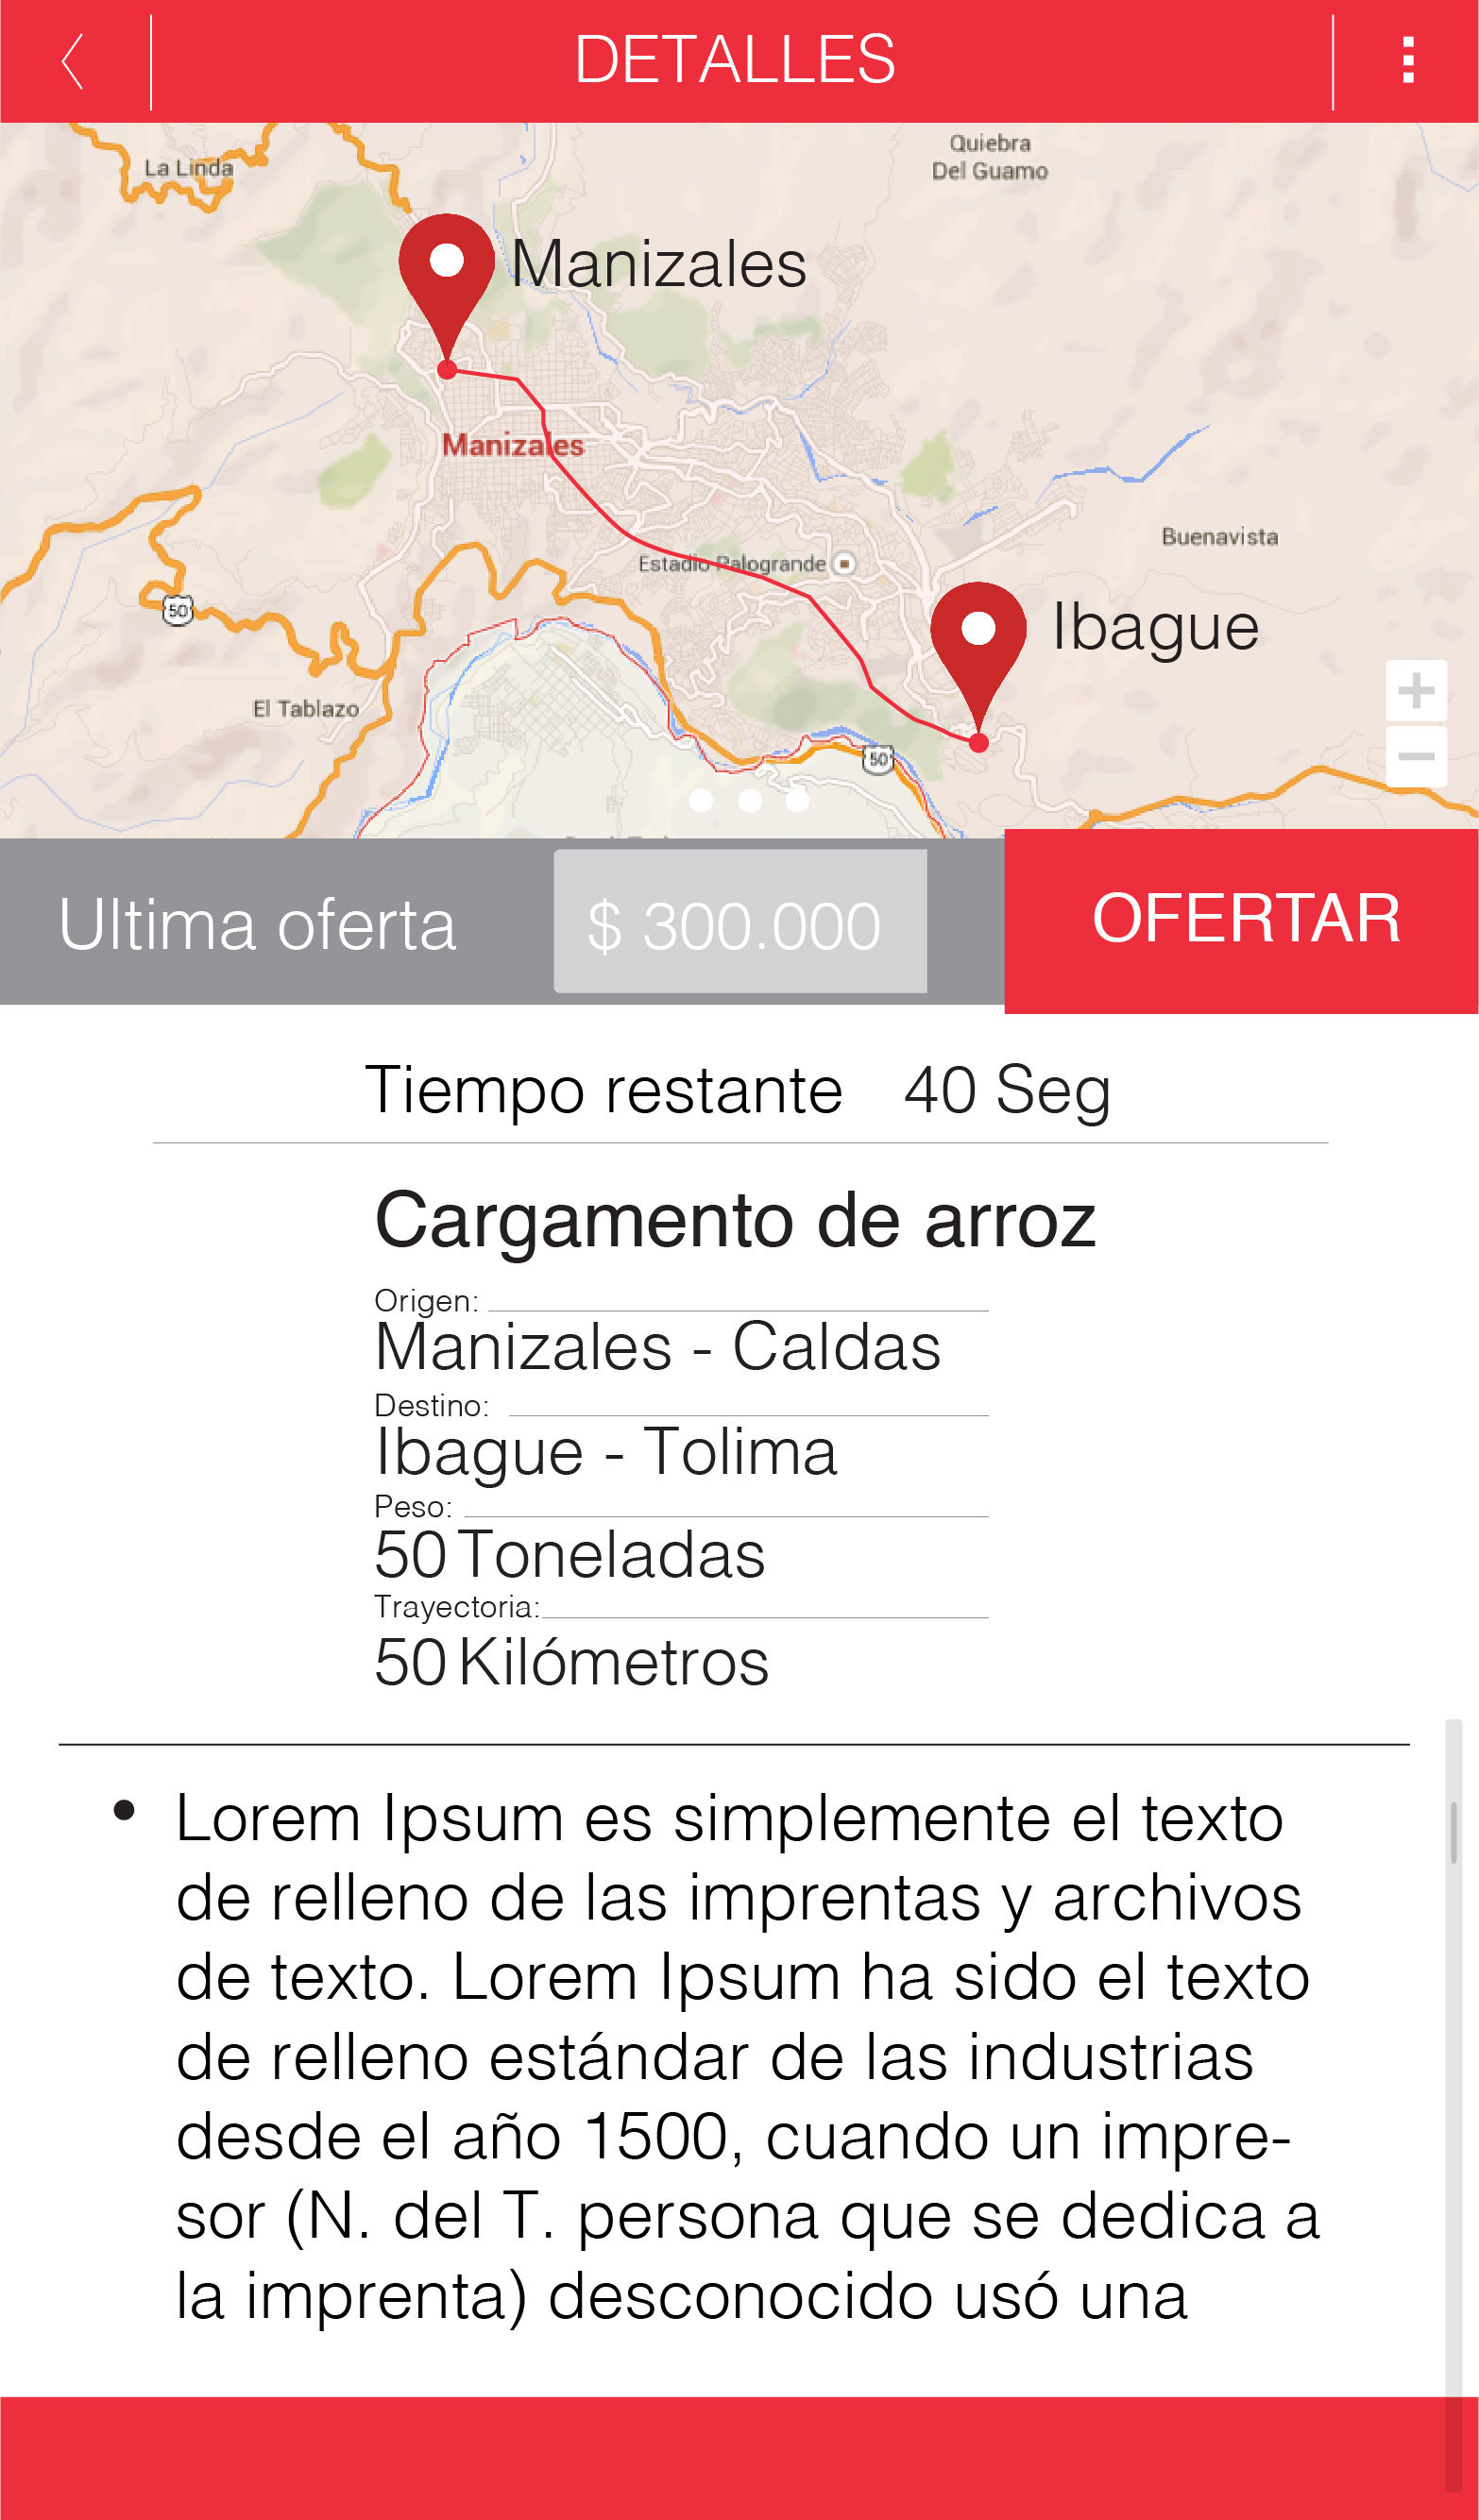 DETALLES
La Linda
Quiebra
Del Guamo
Manizales
Manizales
Estadio Palogrande
Buenavista
Ibague
50
El Tablazo
50
Ultima oferta
$ 300.000
OFERTAR
Tiempo restante 40 Seg
Cargamento de arroz
Origen:
Manizales - Caldas
Destino:
Ibague - Tolima
Peso:
50 Toneladas
Trayectoria:
50 Kilómetros
• Lorem Ipsum es simplemente el texto
de relleno de las imprentas y archivos
de texto. Lorem Ipsum ha sido el texto
de relleno estándar de las industrias
desde el año 1500, cuando un impre-
sor (N. del T. persona que se dedica a
la imprenta) desconocido usó una